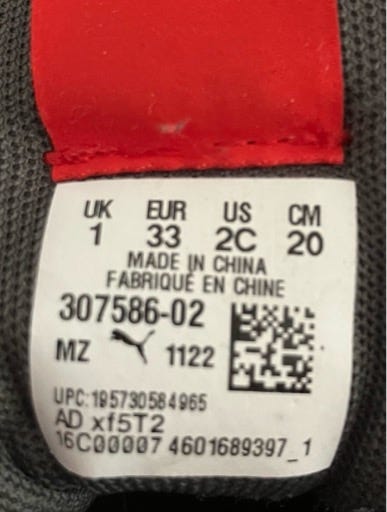 UK EUR US CM
1 33 2C 20
MADE IN CHINA
FABRIQUÉ EN CHINE
307586-02
MZ 1122
UPC:195730584965
AD xf5T2
16C00007 4601689397_1